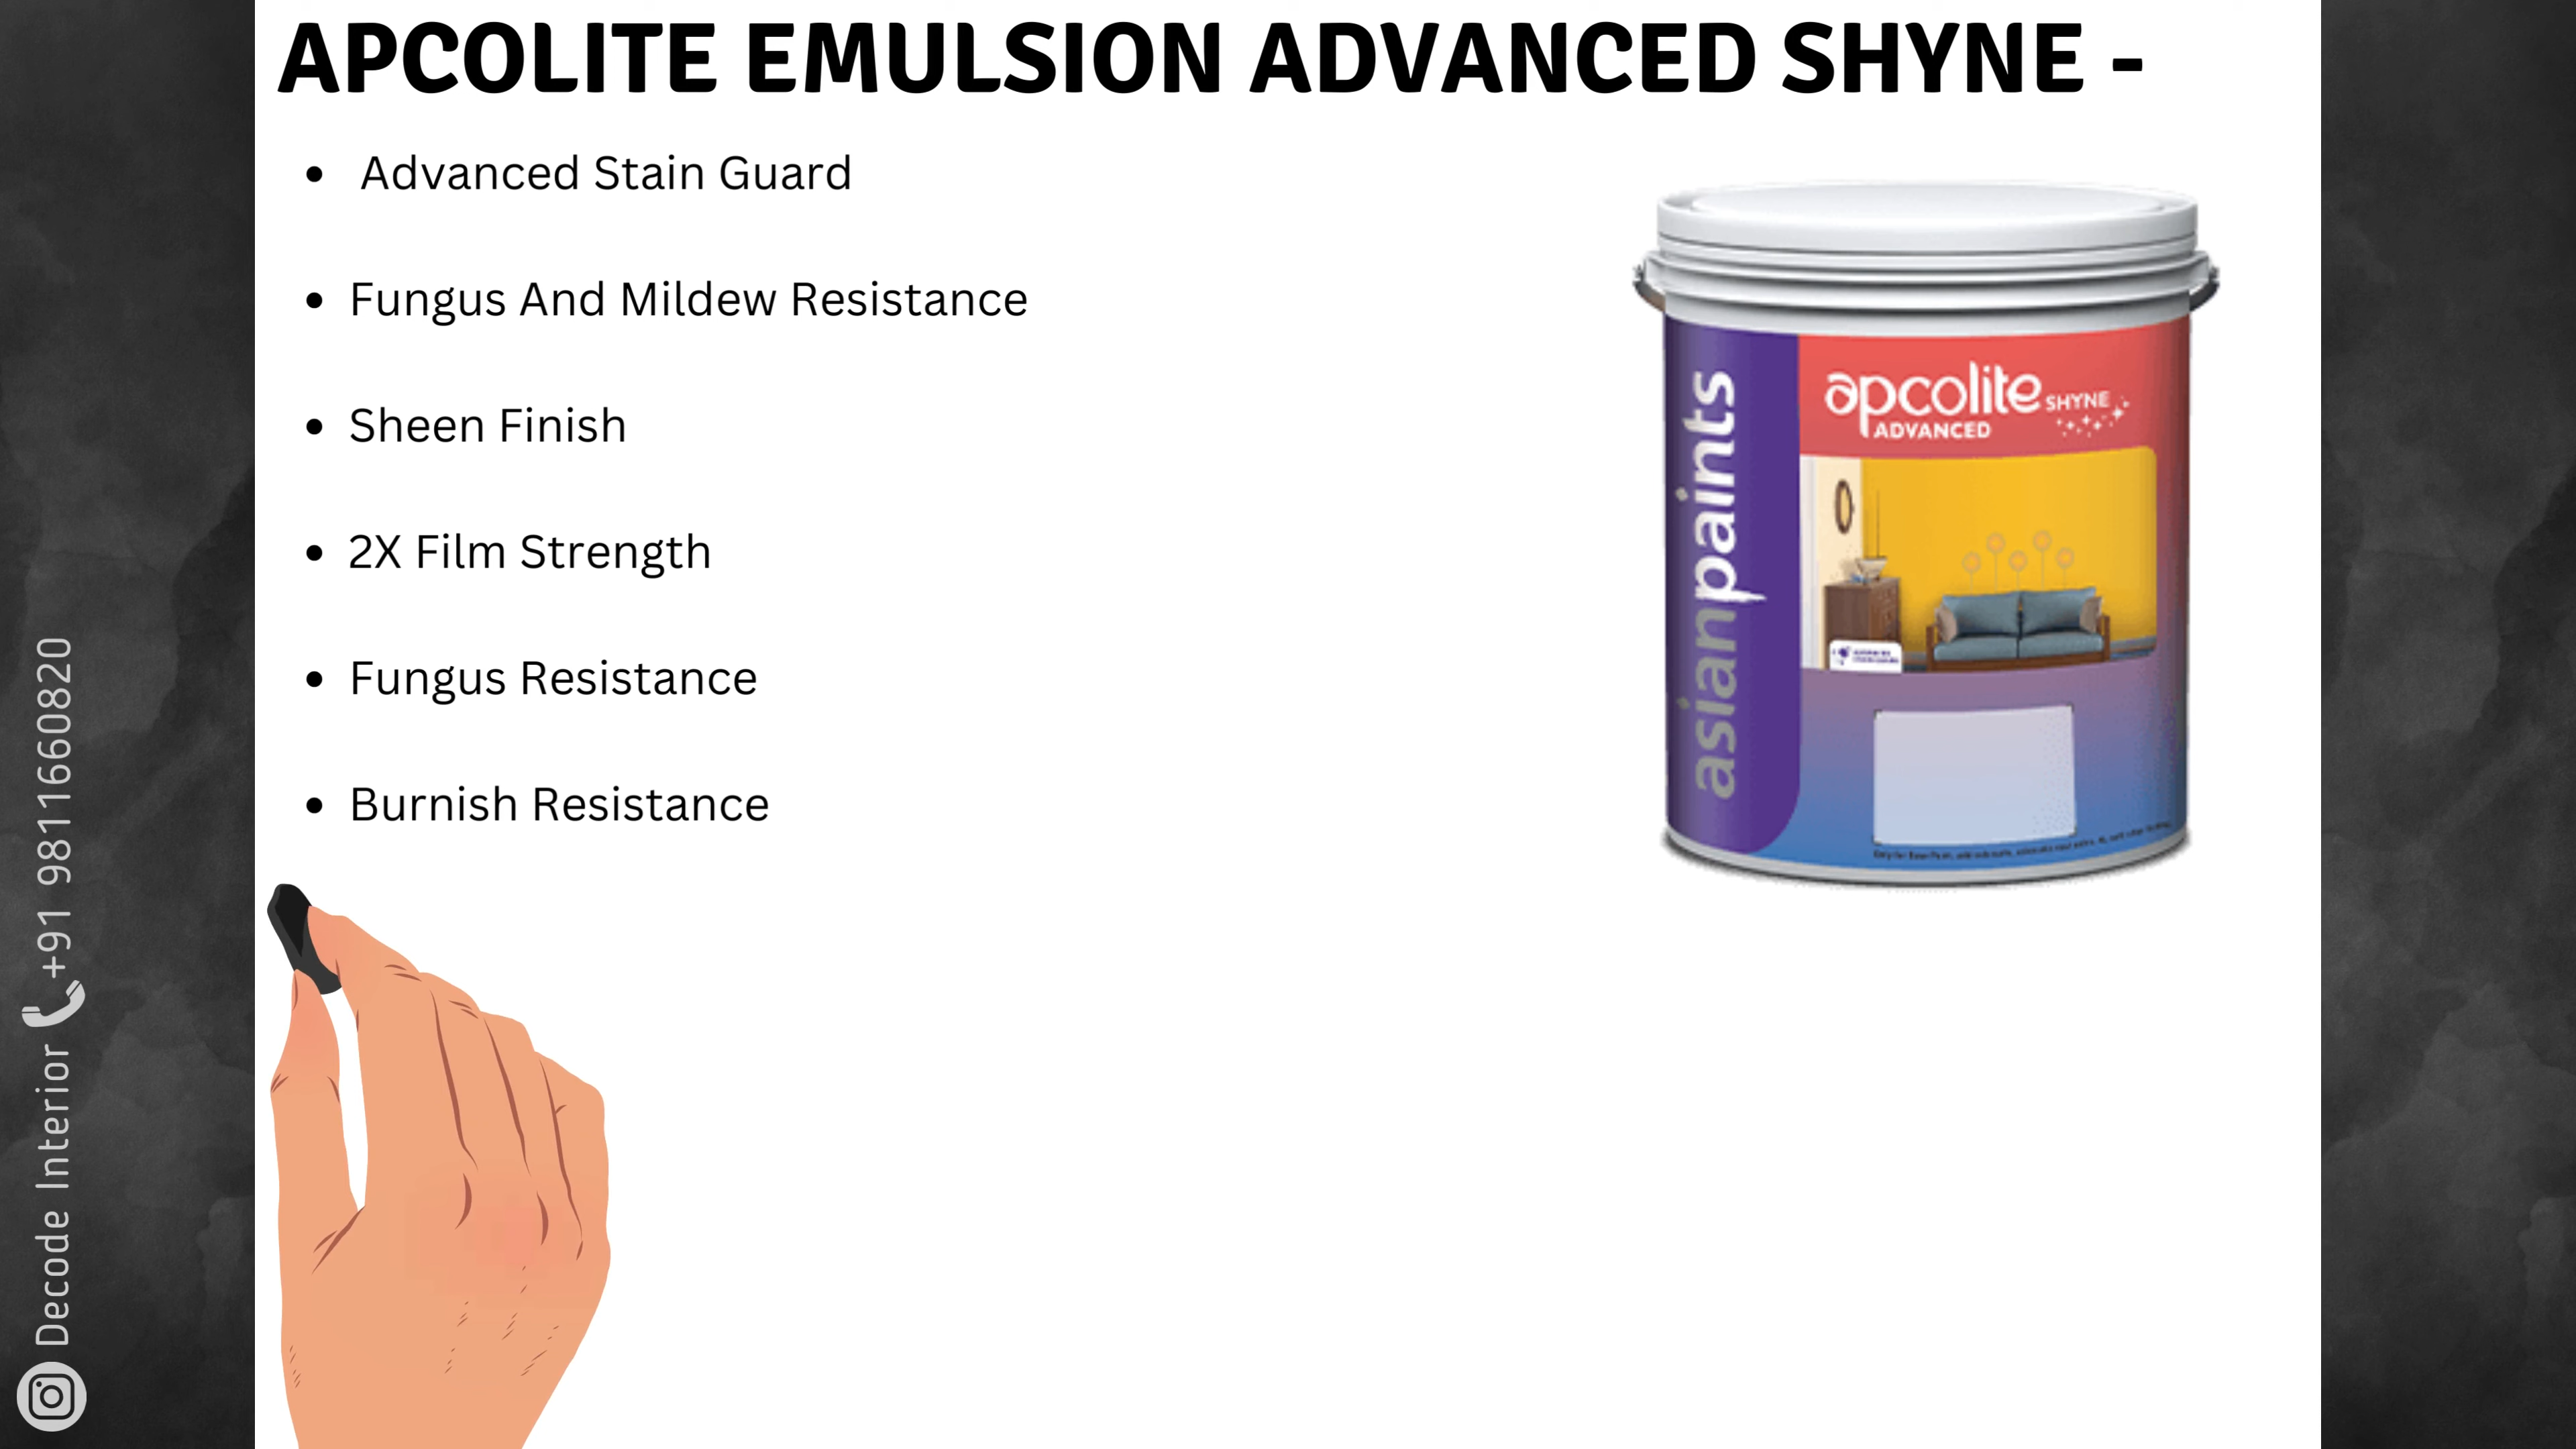 APCOLITE EMULSION ADVANCED SHYNE -
• Advanced Stain Guard
• Fungus And Mildew Resistance
• Sheen Finish
• 2X Film Strength
• Fungus Resistance
• Burnish Resistance
asianpaints
apcolite SHYNE
ADVANCED
Decode Interior +91 9811660820